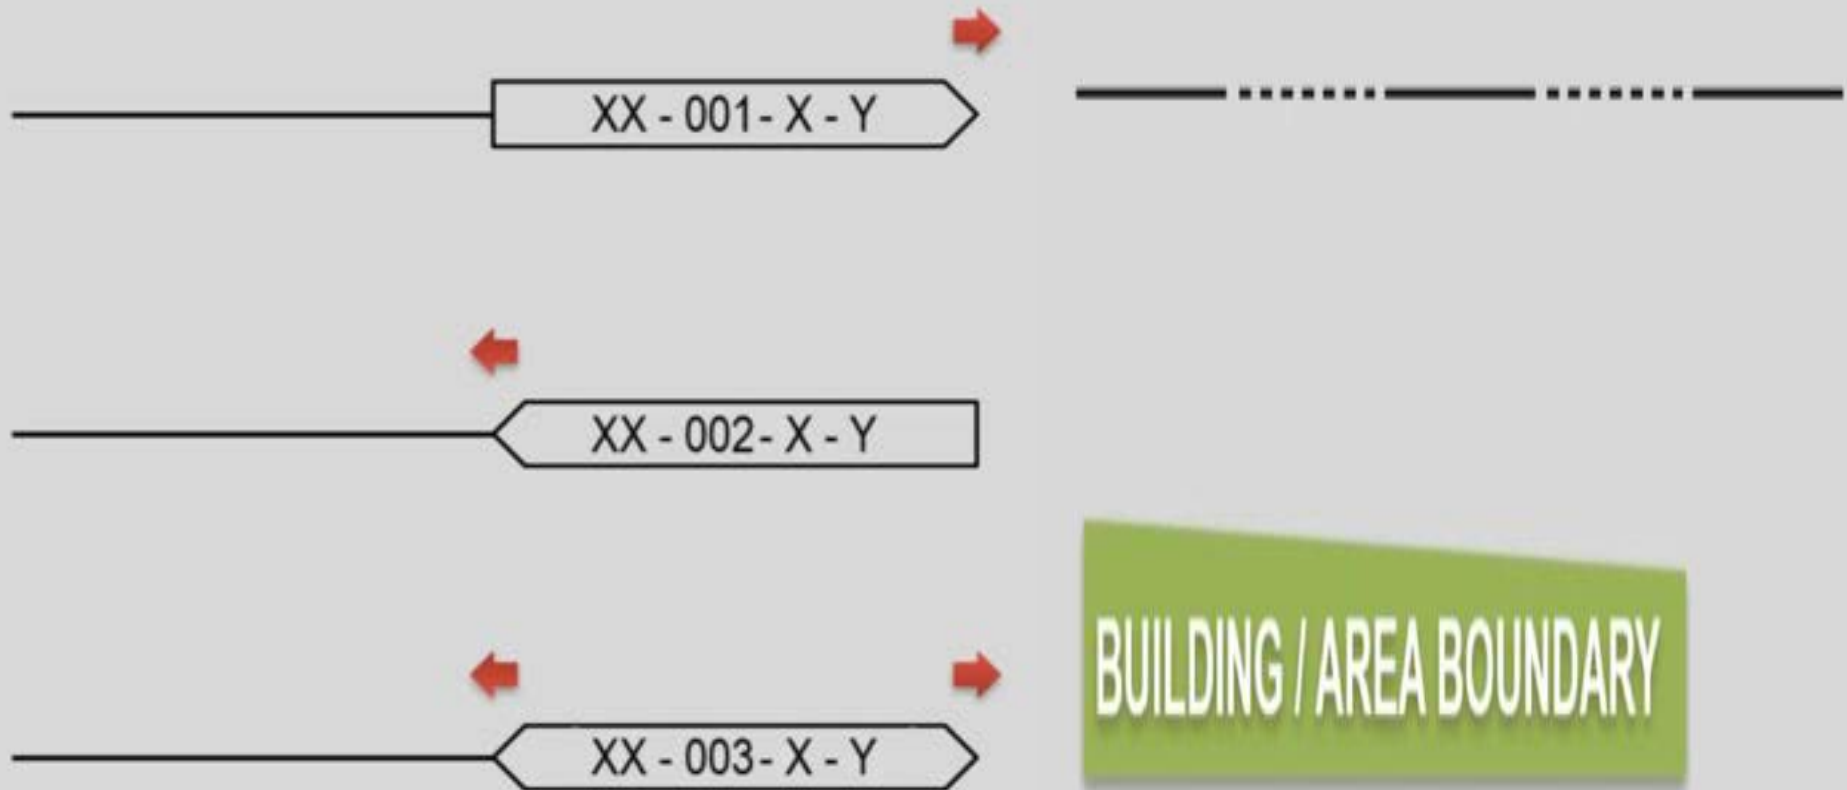 XX - 001- X - Y
XX - 002- X - Y
XX - 003- X - Y
BUILDING / AREA BOUNDARY